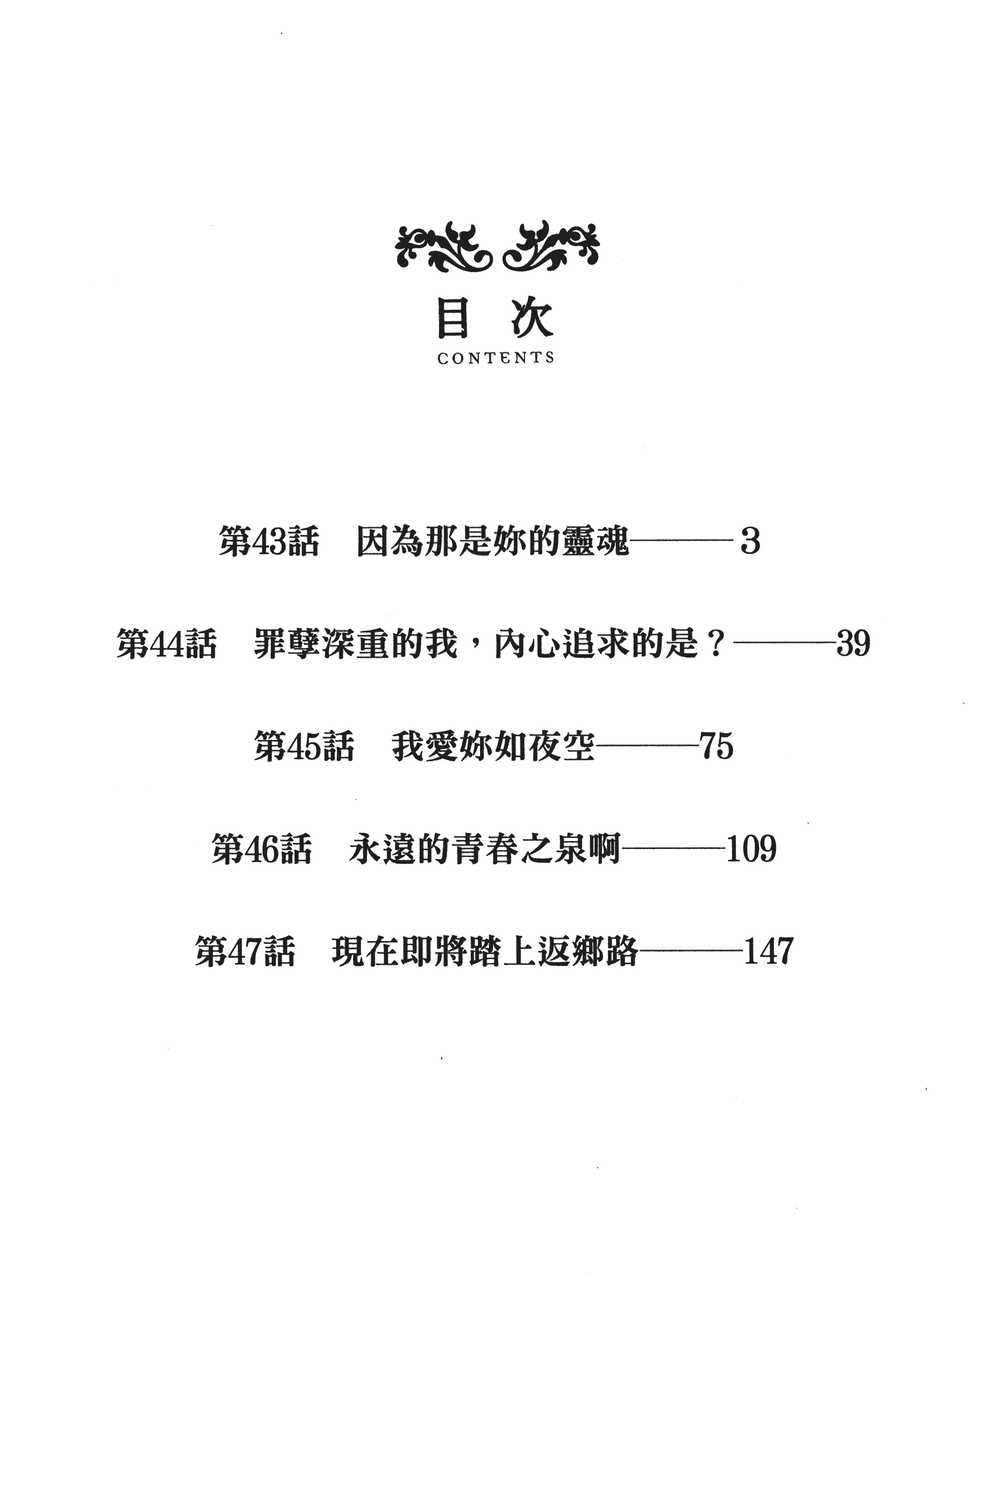 目次
CONTENTS
第43話　因為那是妳的靈魂———3
第44話　罪孽深重的我，內心追求的是？———39
第45話　我愛妳如夜空———75
第46話　永遠的青春之泉啊———109
第47話　現在即將踏上返鄉路———147